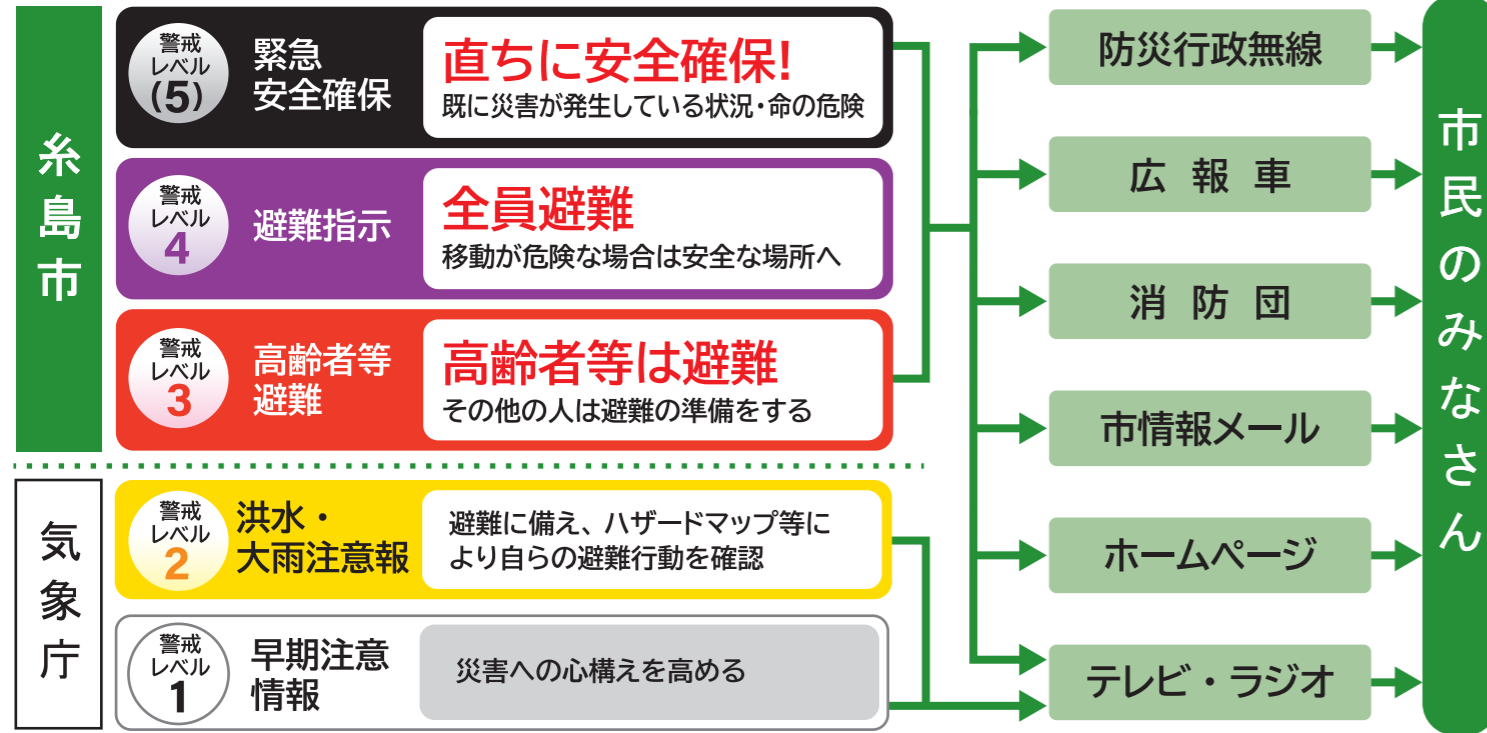 糸島市
警戒
レベル
(5)
緊急
安全確保
直ちに安全確保!
既に災害が発生している状況・命の危険
警戒
レベル
4
避難指示
全員避難
移動が危険な場合は安全な場所へ
警戒
レベル
3
高齢者等
避難
高齢者等は避難
その他の人は避難の準備をする
気象庁
警戒
レベル
2
洪水・
大雨注意報
避難に備え、ハザードマップ等に
より自らの避難行動を確認
警戒
レベル
1
早期注意
情報
災害への心構えを高める
防災行政無線
広報車
消防団
市情報メール
ホームページ
テレビ・ラジオ
市民のみなさん